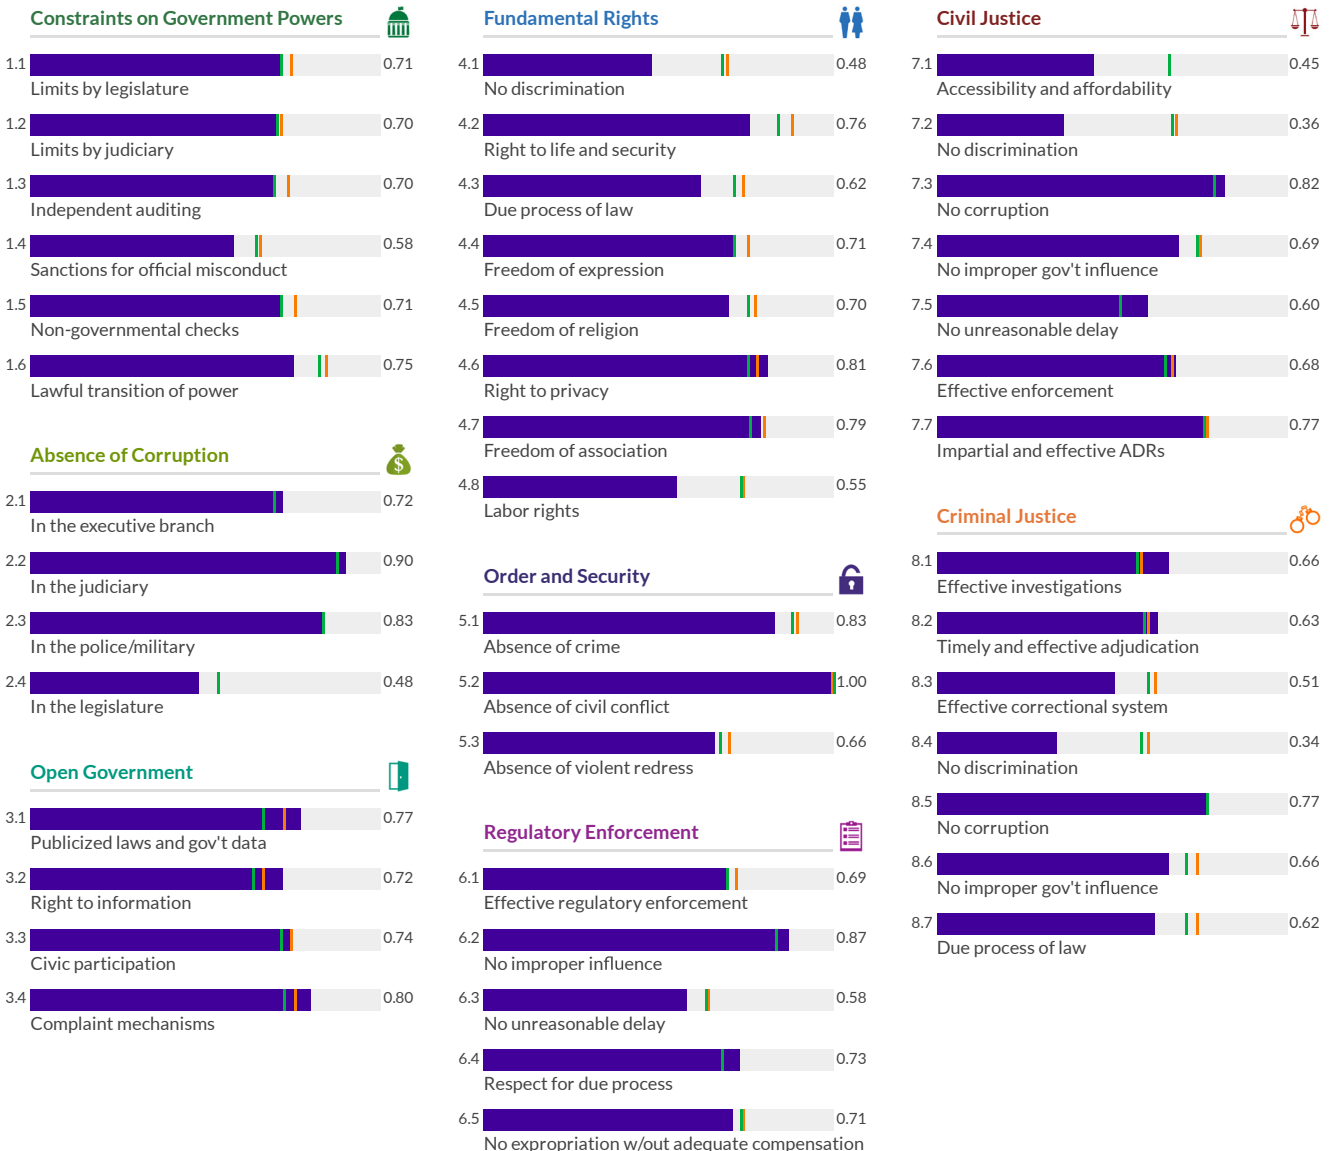 Constraints on Government Powers
1.1 0.71
Limits by legislature
1.2 0.70
Limits by judiciary
1.3 0.70
Independent auditing
1.4 0.58
Sanctions for official misconduct
1.5 0.71
Non-governmental checks
1.6 0.75
Lawful transition of power
Absence of Corruption
$
2.1 0.72
In the executive branch
2.2 0.90
In the judiciary
2.3 0.83
In the police/military
2.4 0.48
In the legislature
Open Government
3.1 0.77
Publicized laws and gov't data
3.2 0.72
Right to information
3.3 0.74
Civic participation
3.4 0.80
Complaint mechanisms
Fundamental Rights
4.1 0.48
No discrimination
4.2 0.76
Right to life and security
4.3 0.62
Due process of law
4.4 0.71
Freedom of expression
4.5 0.70
Freedom of religion
4.6 0.81
Right to privacy
4.7 0.79
Freedom of association
4.8 0.55
Labor rights
Order and Security
5.1 0.83
Absence of crime
5.2 1.00
Absence of civil conflict
5.3 0.66
Absence of violent redress
Regulatory Enforcement
6.1 0.69
Effective regulatory enforcement
6.2 0.87
No improper influence
6.3 0.58
No unreasonable delay
6.4 0.73
Respect for due process
6.5 0.71
No expropriation w/out adequate compensation
Civil Justice
7.1 0.45
Accessibility and affordability
7.2 0.36
No discrimination
7.3 0.82
No corruption
7.4 0.69
No improper gov't influence
7.5 0.60
No unreasonable delay
7.6 0.68
Effective enforcement
7.7 0.77
Impartial and effective ADRs
Criminal Justice
8.1 0.66
Effective investigations
8.2 0.63
Timely and effective adjudication
8.3 0.51
Effective correctional system
8.4 0.34
No discrimination
8.5 0.77
No corruption
8.6 0.66
No improper gov't influence
8.7 0.62
Due process of law